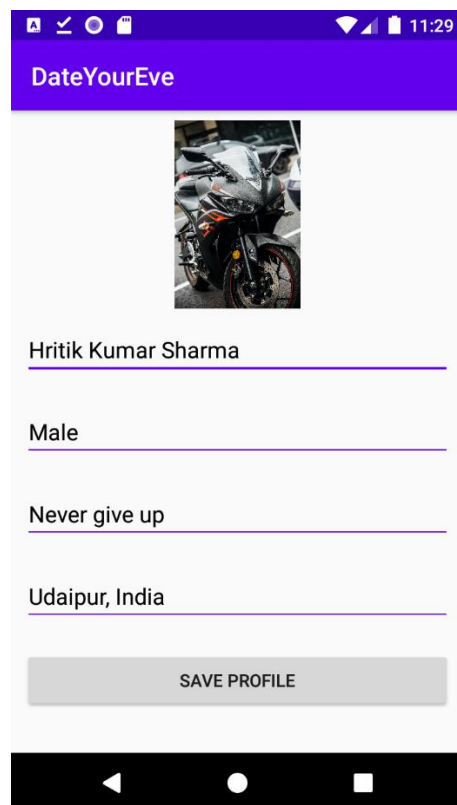 11:29
DateYourEve
Hritik Kumar Sharma
Male
Never give up
Udaipur, India
SAVE PROFILE